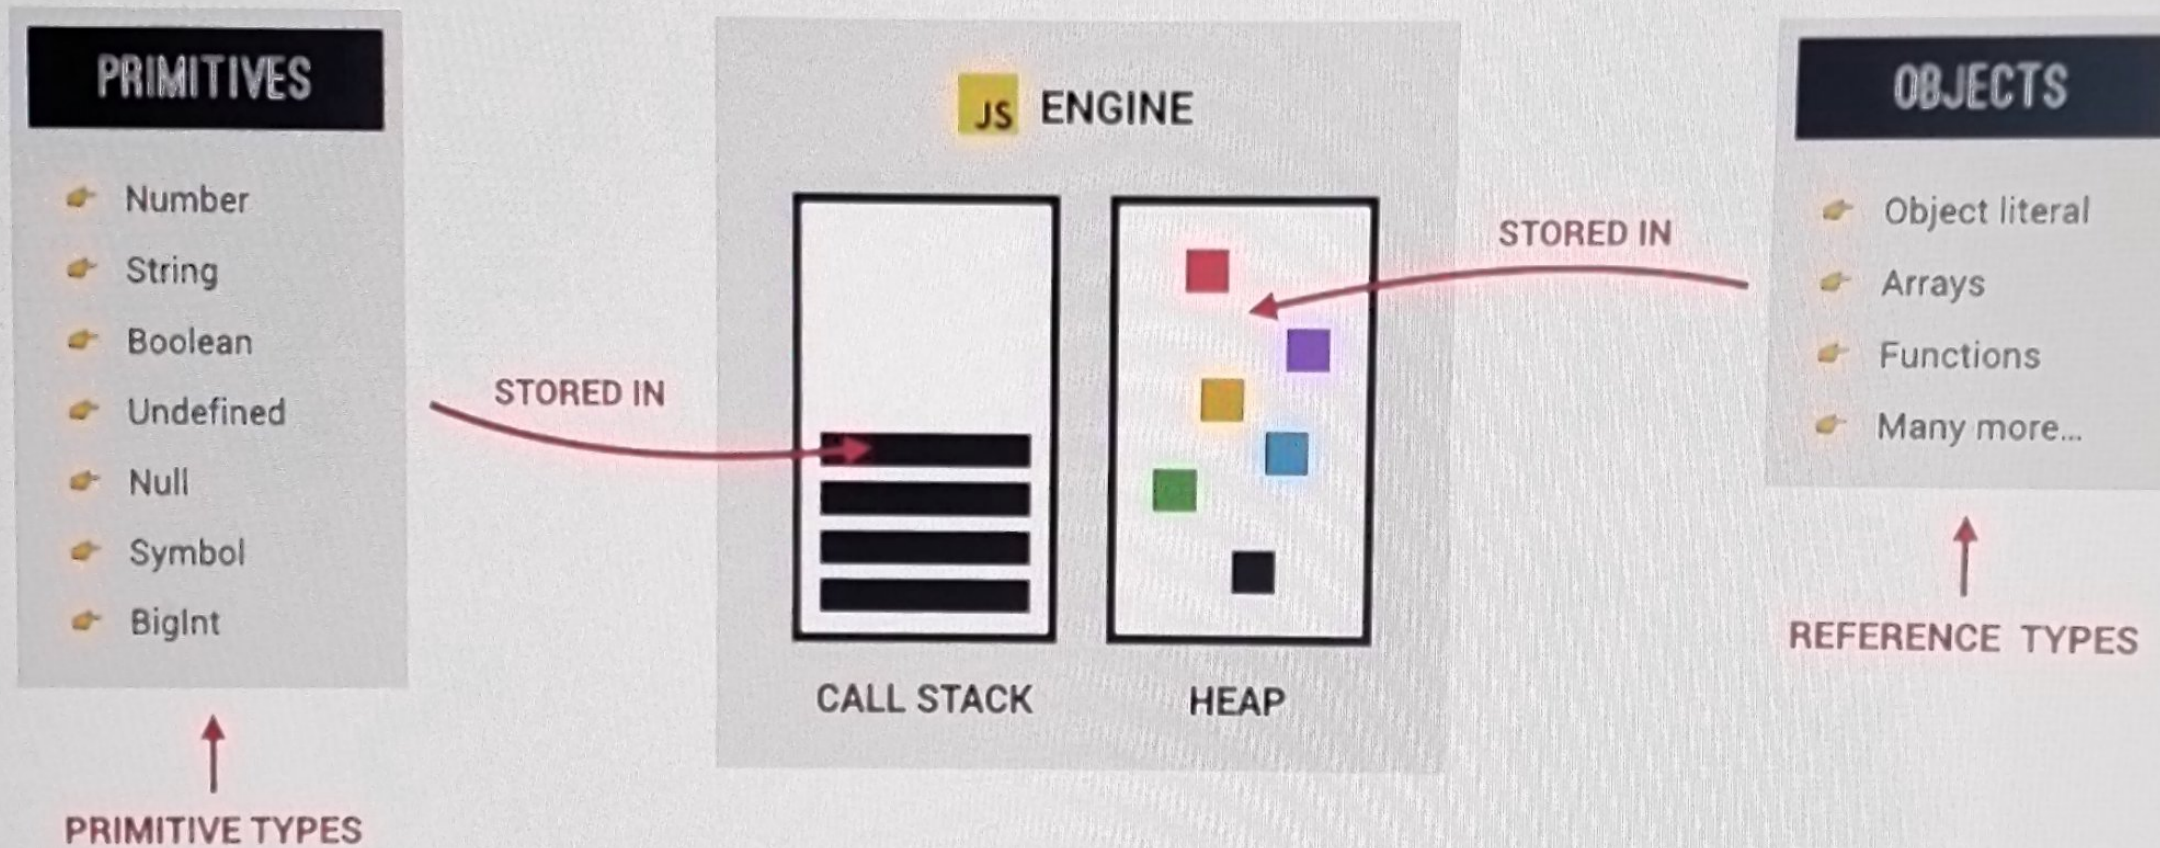 PRIMITIVES
Number
String
Boolean
Undefined
Null
Symbol
BigInt
PRIMITIVE TYPES
STORED IN
JS ENGINE
CALL STACK
HEAP
STORED IN
OBJECTS
Object literal
Arrays
Functions
Many more...
REFERENCE TYPES